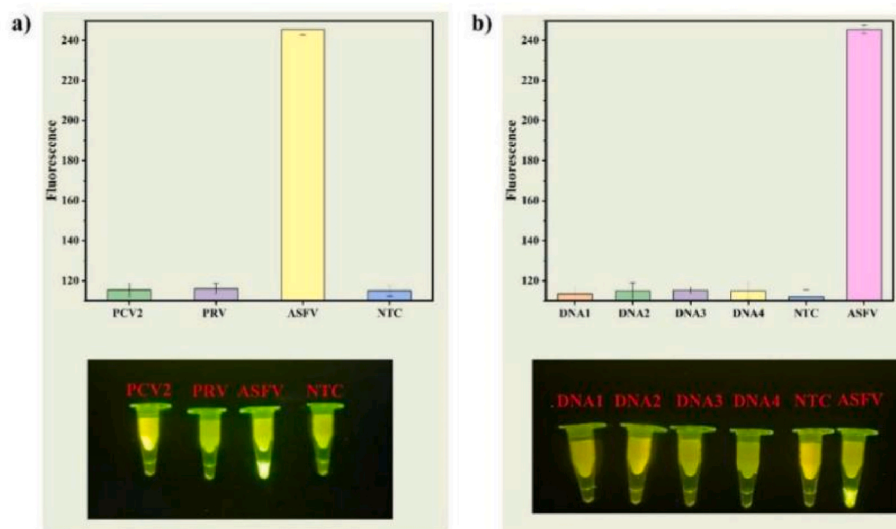 a)
240
220
200
180
160
140
120
Fluorescence
PCV2 PRV ASFV NTC
PCV2 PRV ASFV NTC
b)
240
220
200
180
160
140
120
Fluorescence
DNA1 DNA2 DNA3 DNA4 NTC ASFV
DNA1 DNA2 DNA3 DNA4 NTC ASFV